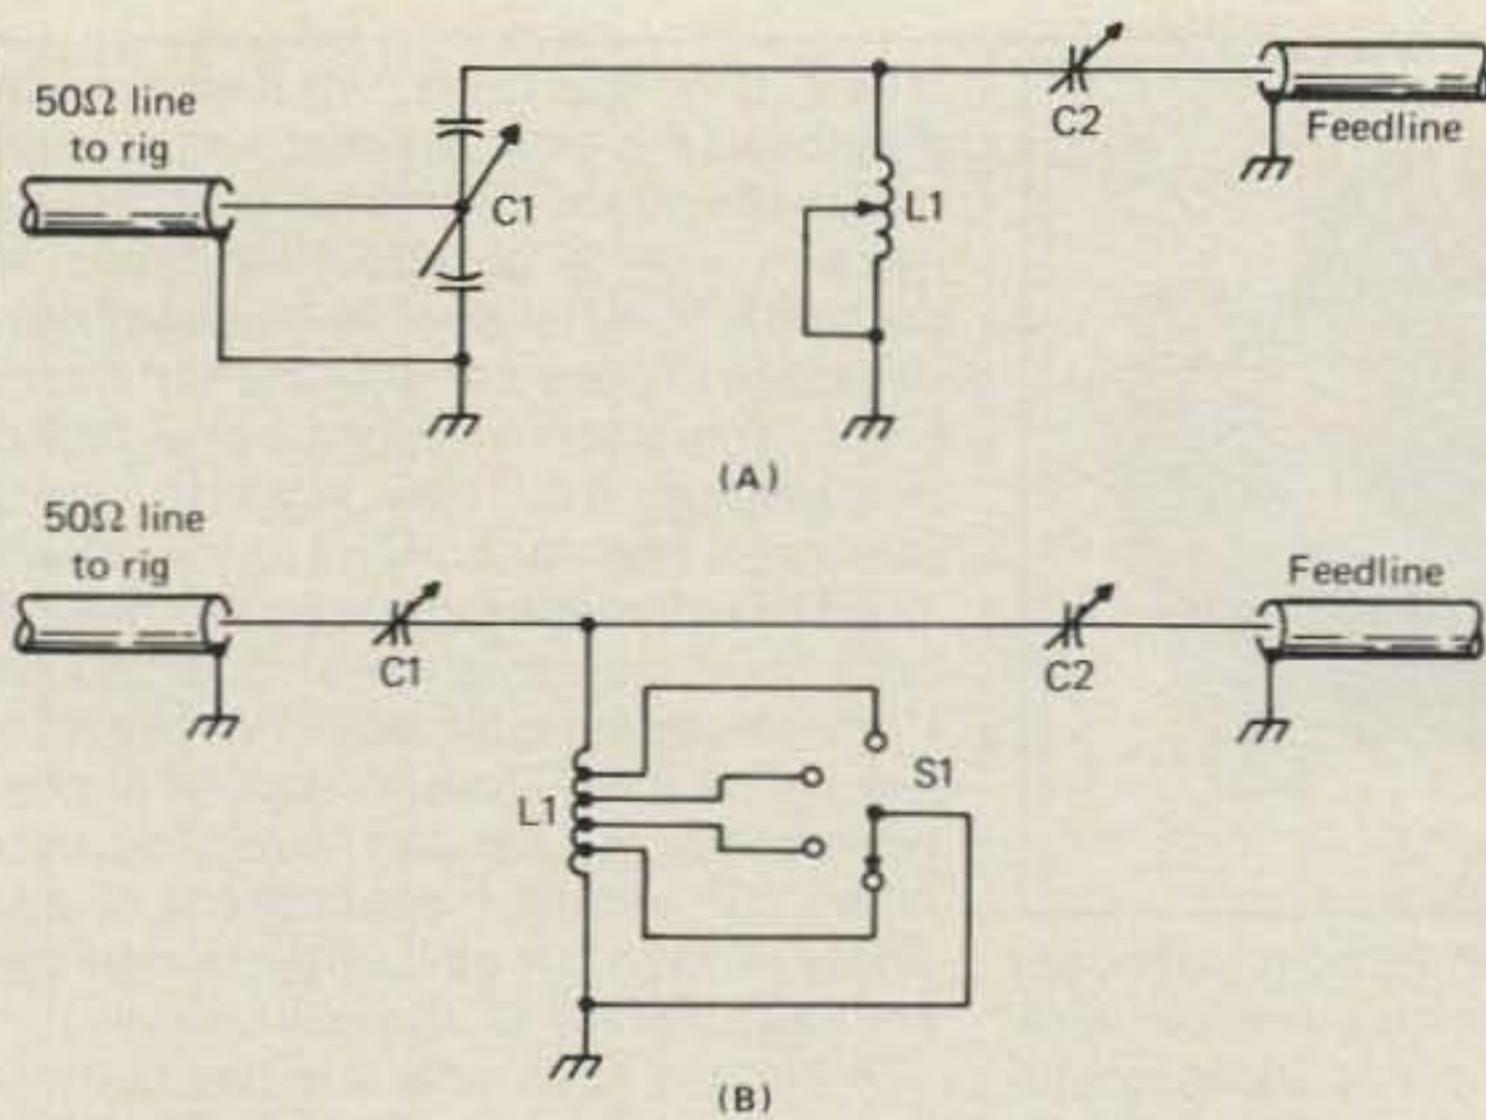 50Ω line
to rig
C1
L1
C2
Feedline
(A)
50Ω line
to rig
C1
L1
S1
C2
Feedline
(B)